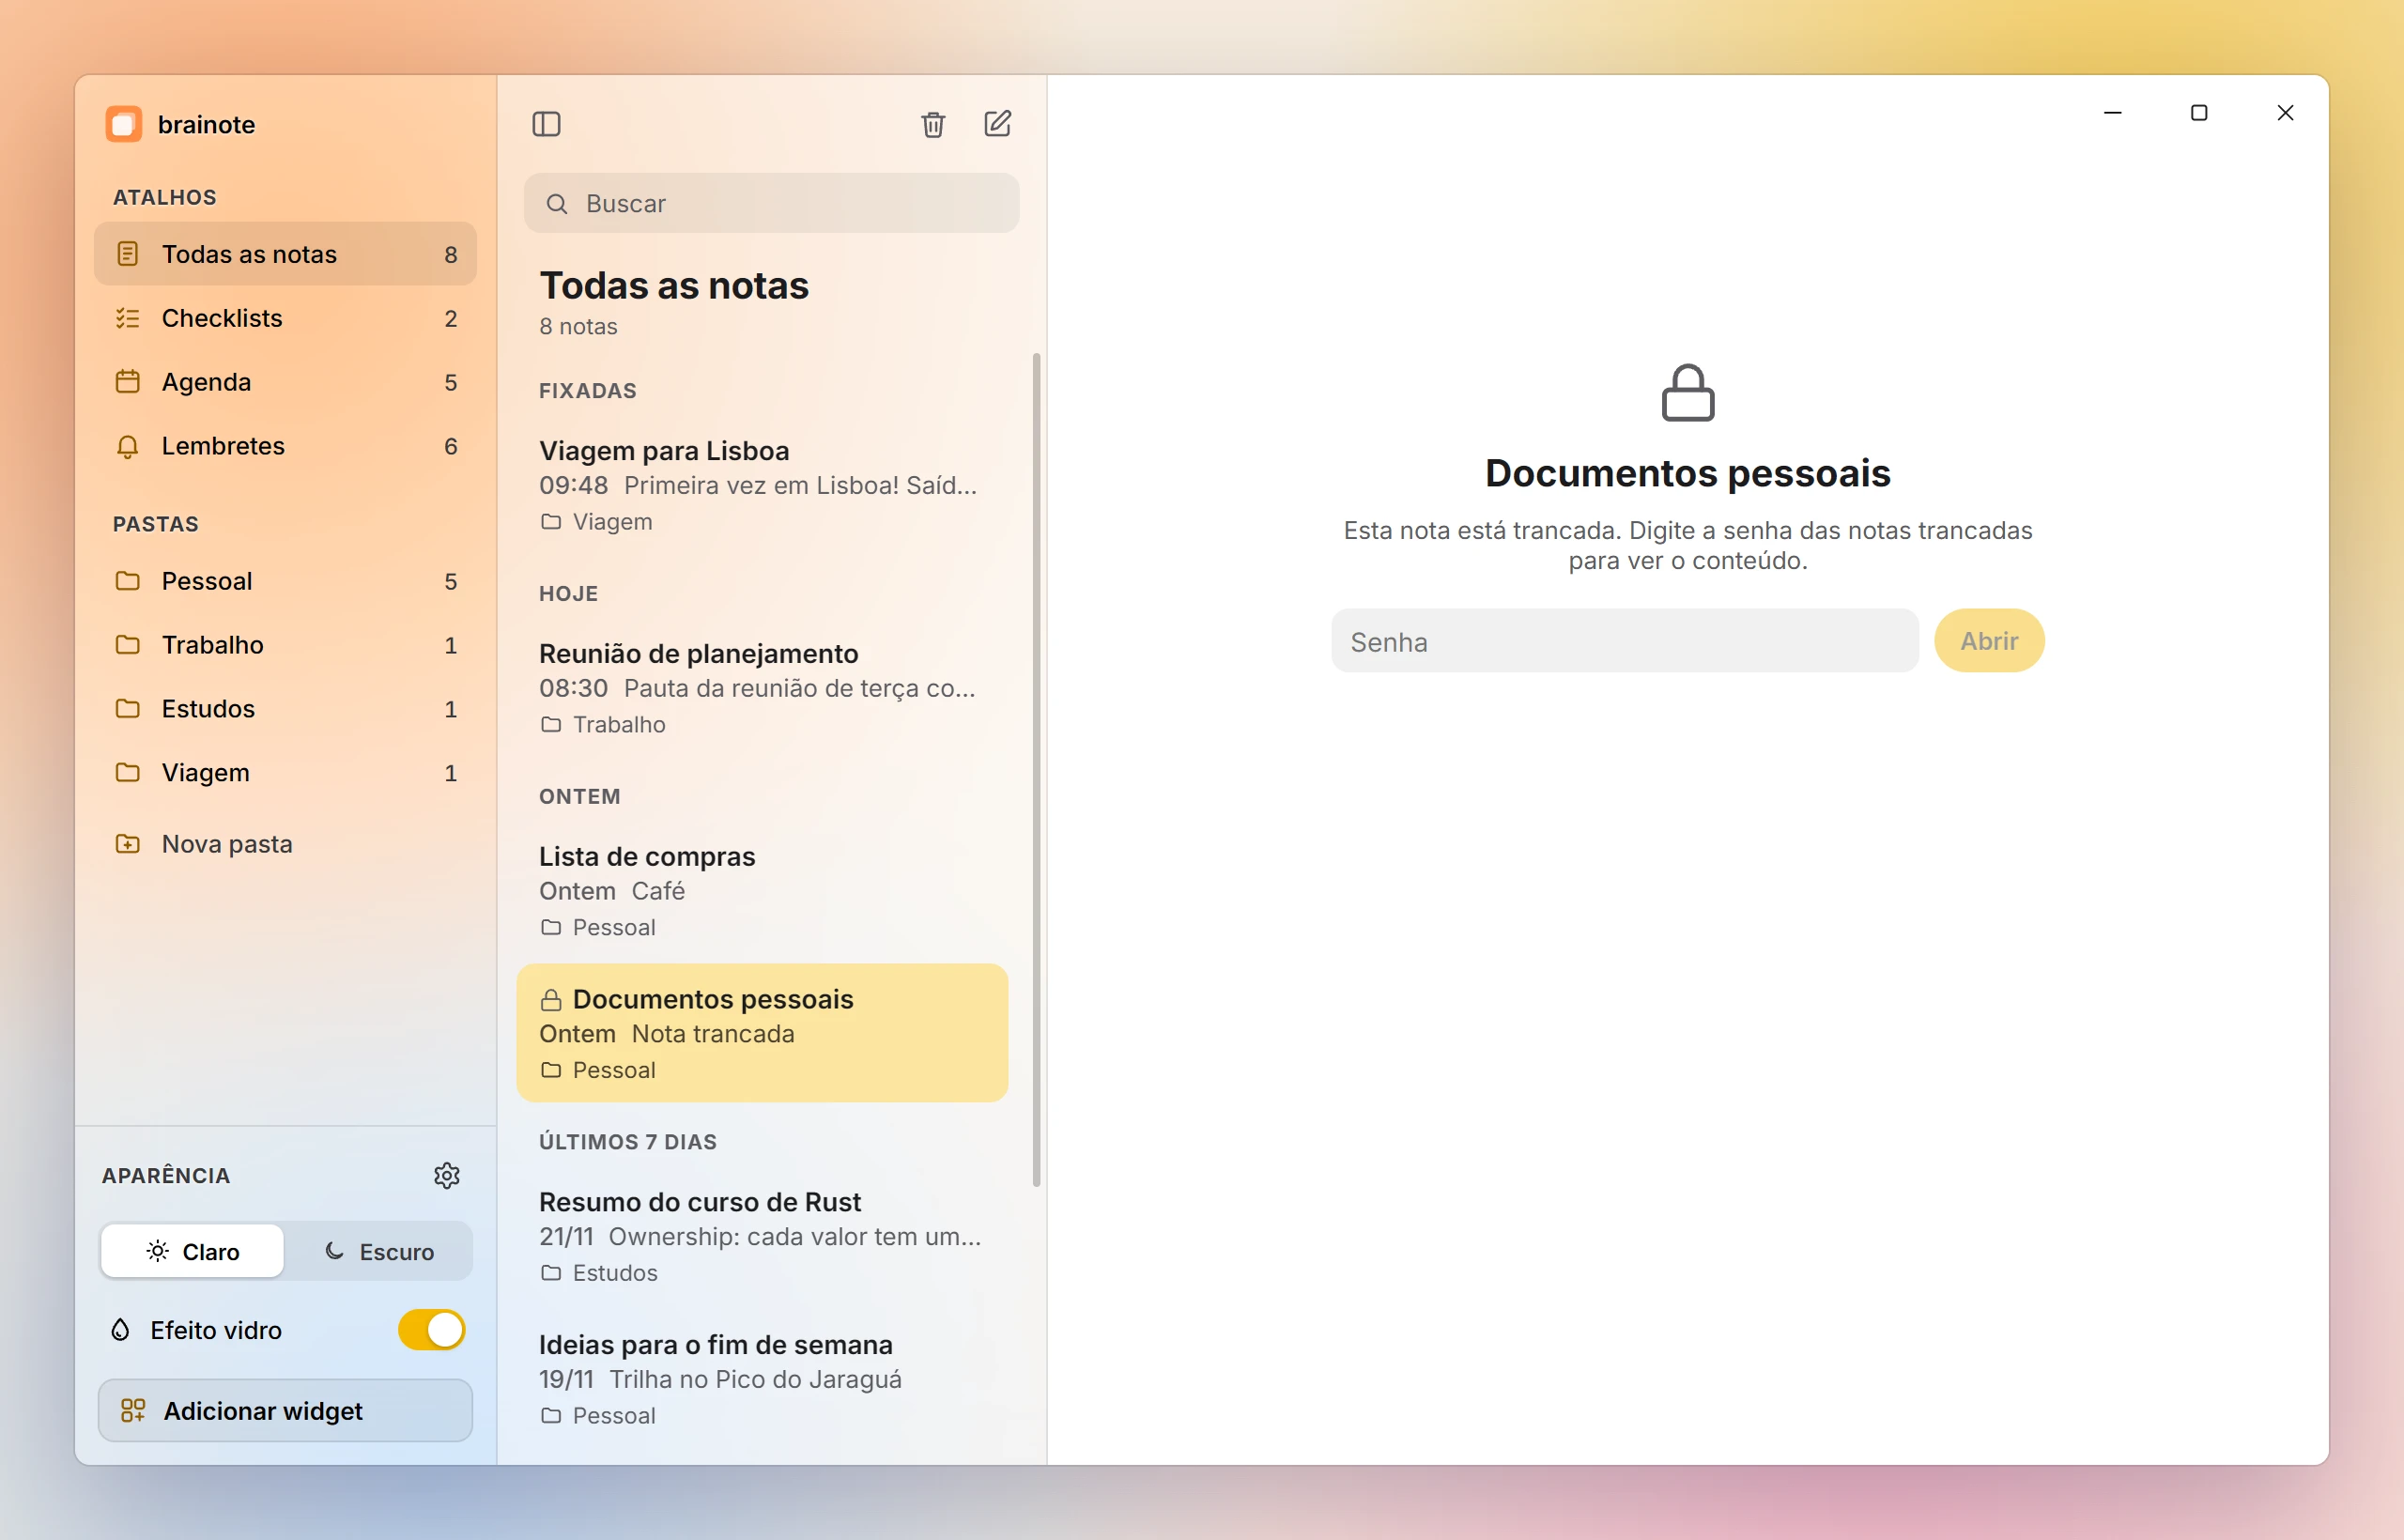 brainote
ATALHOS
Todas as notas 8
Checklists 2
Agenda 5
Lembretes 6
PASTAS
Pessoal 5
Trabalho 1
Estudos 1
Viagem 1
Nova pasta
APARÊNCIA
Claro Escuro
Efeito vidro
Adicionar widget
Buscar
Todas as notas
8 notas
FIXADAS
Viagem para Lisboa
09:48 Primeira vez em Lisboa! Saíd...
Viagem
HOJE
Reunião de planejamento
08:30 Pauta da reunião de terça co...
Trabalho
ONTEM
Lista de compras
Ontem Café
Pessoal
Documentos pessoais
Ontem Nota trancada
Pessoal
ÚLTIMOS 7 DIAS
Resumo do curso de Rust
21/11 Ownership: cada valor tem um...
Estudos
Ideias para o fim de semana
19/11 Trilha no Pico do Jaraguá
Pessoal
Documentos pessoais
Esta nota está trancada. Digite a senha das notas trancadas
para ver o conteúdo.
Senha Abrir